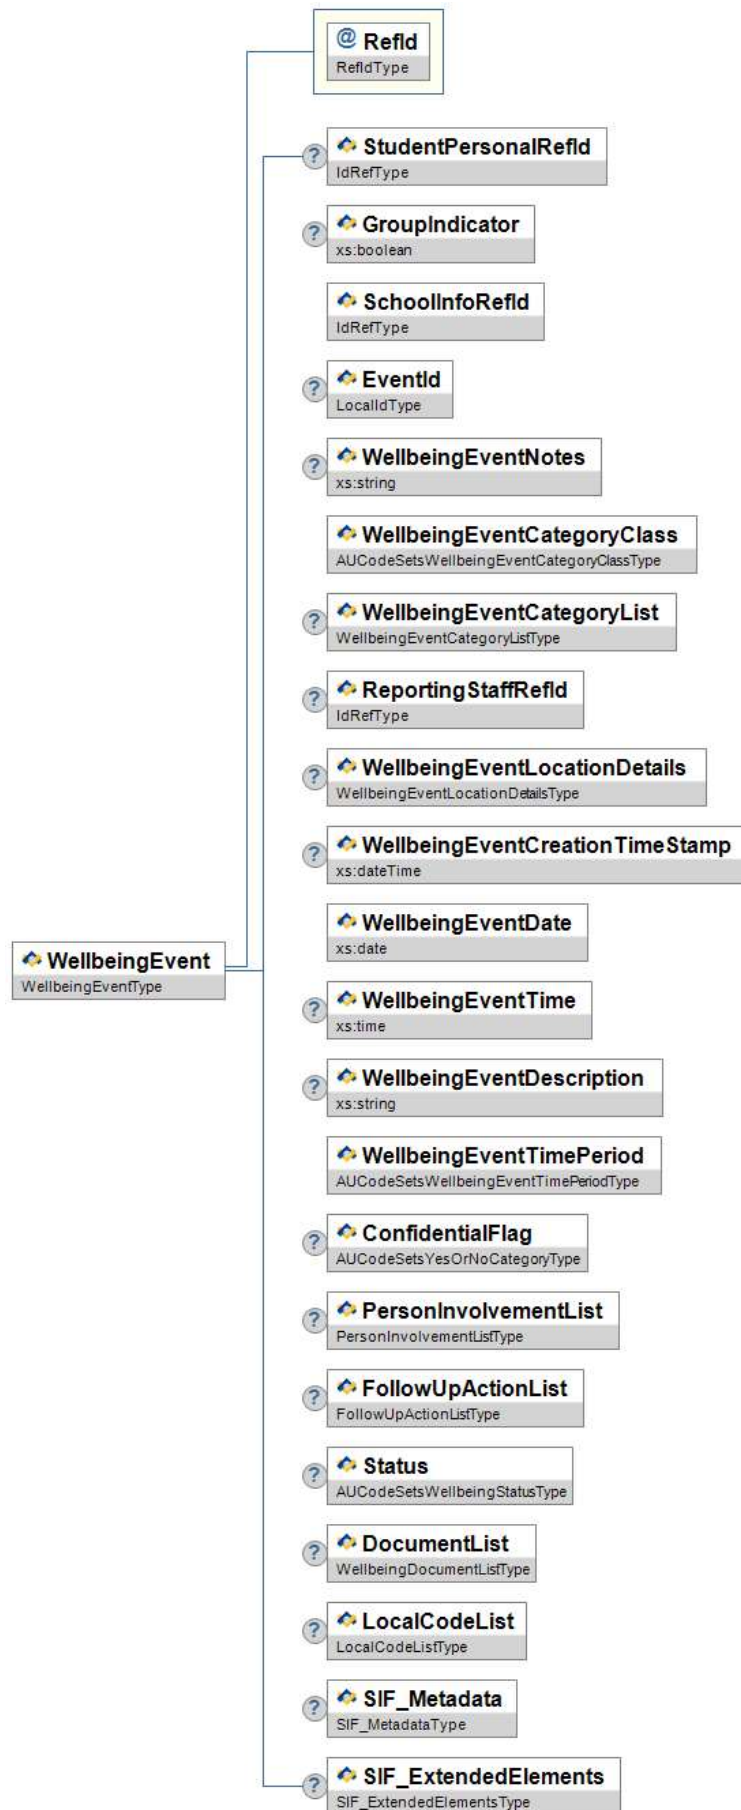 @ RefId
RefIdType
? StudentPersonalRefId
IdRefType
? GroupIndicator
xs:boolean
SchoolInfoRefId
IdRefType
? EventId
LocalIdType
? WellbeingEventNotes
xs:string
WellbeingEventCategoryClass
AUCodeSetsWellbeingEventCategoryClassType
? WellbeingEventCategoryList
WellbeingEventCategoryListType
? ReportingStaffRefId
IdRefType
? WellbeingEventLocationDetails
WellbeingEventLocationDetailsType
? WellbeingEventCreationTimeStamp
xs:dateTime
WellbeingEventDate
xs:date
WellbeingEvent
WellbeingEventType
? WellbeingEventTime
xs:time
? WellbeingEventDescription
xs:string
WellbeingEventTimePeriod
AUCodeSetsWellbeingEventTimePeriodType
? ConfidentialFlag
AUCodeSetsYesOrNoCategoryType
? PersonInvolvementList
PersonInvolvementListType
? FollowUpActionList
FollowUpActionListType
? Status
AUCodeSetsWellbeingStatusType
? DocumentList
WellbeingDocumentListType
? LocalCodeList
LocalCodeListType
? SIF_Metadata
SIF_MetadataType
? SIF_ExtendedElements
SIF_ExtendedElementsType